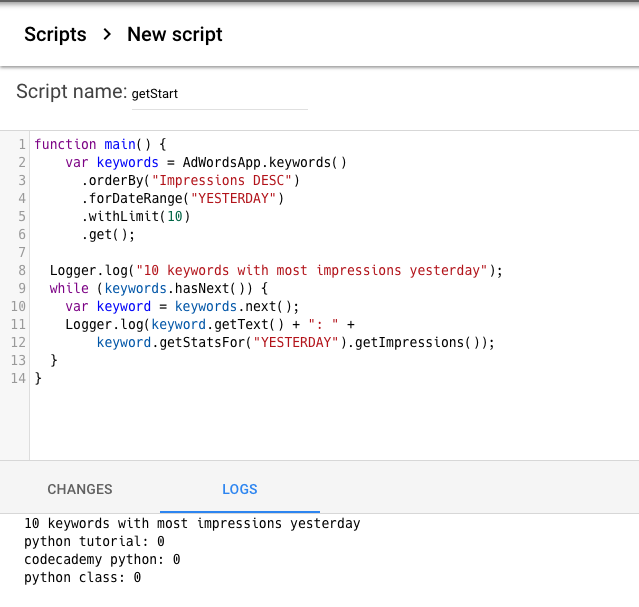 Scripts > New script
Script name: getStart
1 function main() {
2     var keywords = AdWordsApp.keywords()
3       .orderBy("Impressions DESC")
4       .forDateRange("YESTERDAY")
5       .withLimit(10)
6       .get();
7
8   Logger.log("10 keywords with most impressions yesterday");
9   while (keywords.hasNext()) {
10     var keyword = keywords.next();
11     Logger.log(keyword.getText() + ": " +
12         keyword.getStatsFor("YESTERDAY").getImpressions());
13   }
14 }
CHANGES LOGS
10 keywords with most impressions yesterday
python tutorial: 0
codecademy python: 0
python class: 0